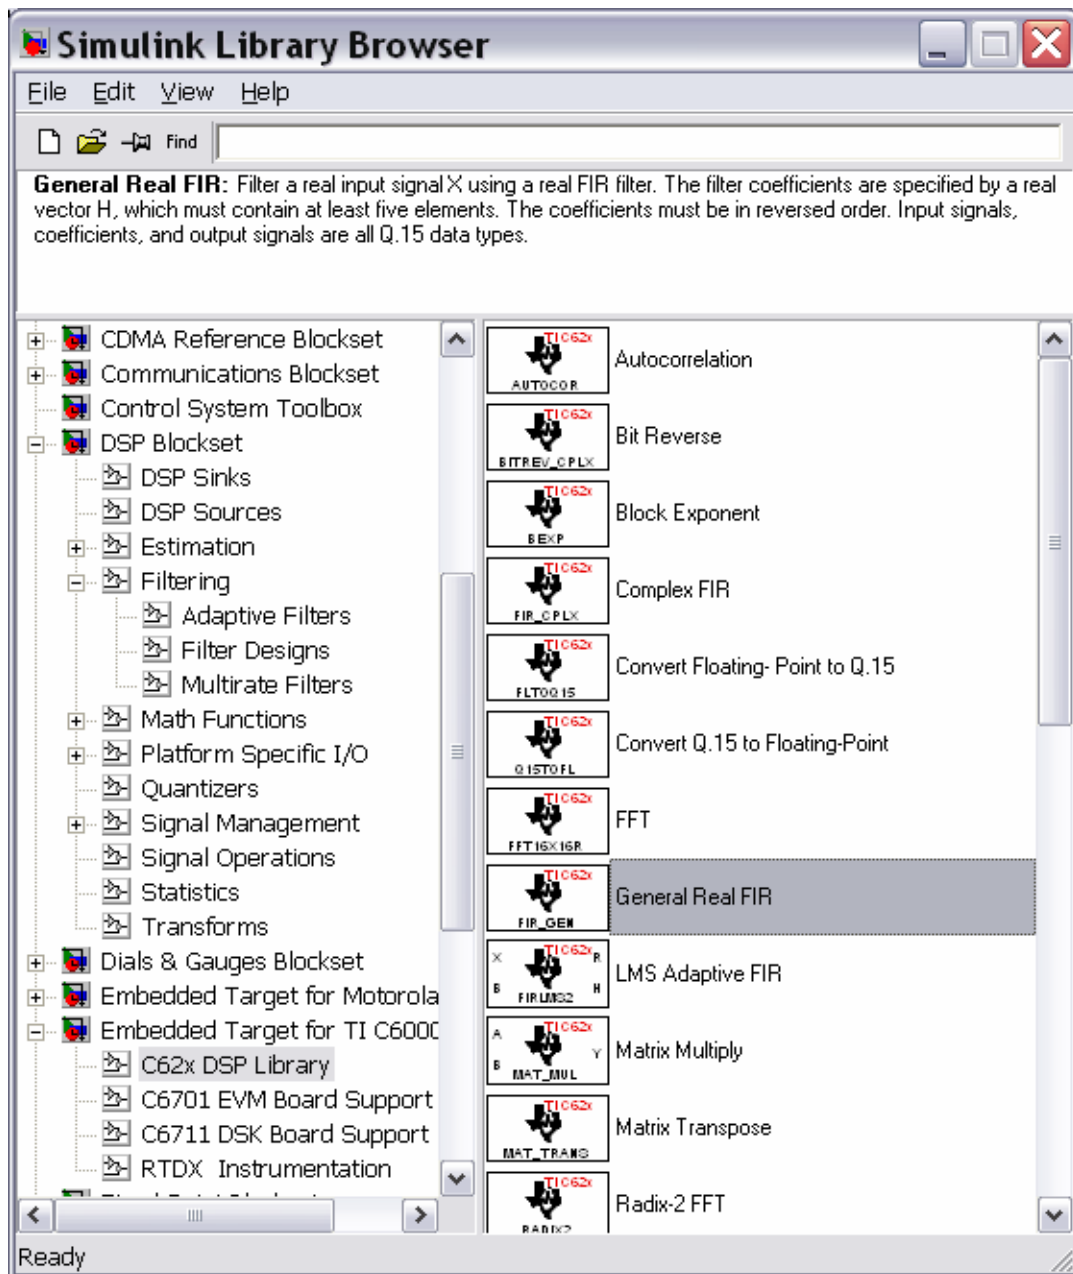 Simulink Library Browser
File Edit View Help
Find
General Real FIR: Filter a real input signal X using a real FIR filter. The filter coefficients are specified by a real
vector H, which must contain at least five elements. The coefficients must be in reversed order. Input signals,
coefficients, and output signals are all Q.15 data types.
CDMA Reference Blockset
Communications Blockset
Control System Toolbox
DSP Blockset
DSP Sinks
DSP Sources
Estimation
Filtering
Adaptive Filters
Filter Designs
Multirate Filters
Math Functions
Platform Specific I/O
Quantizers
Signal Management
Signal Operations
Statistics
Transforms
Dials & Gauges Blockset
Embedded Target for Motorola
Embedded Target for TI C6000
C62x DSP Library
C6701 EVM Board Support
C6711 DSK Board Support
RTDX Instrumentation
TI C62x
AUTOCOR
Autocorrelation
TI C62x
BITREV_CPLX
Bit Reverse
TI C62x
BEXP
Block Exponent
TI C62x
FIR_CPLX
Complex FIR
TI C62x
FLTOQ15
Convert Floating- Point to Q.15
TI C62x
Q15TOFL
Convert Q.15 to Floating-Point
TI C62x
FFT16X16R
FFT
TI C62x
FIR_GEN
General Real FIR
X TI C62x R
B FIRLMS2 H
LMS Adaptive FIR
A TI C62x
B MAT_MUL Y
Matrix Multiply
TI C62x
MAT_TRANS
Matrix Transpose
TI C62x
RADIX2
Radix-2 FFT
Ready